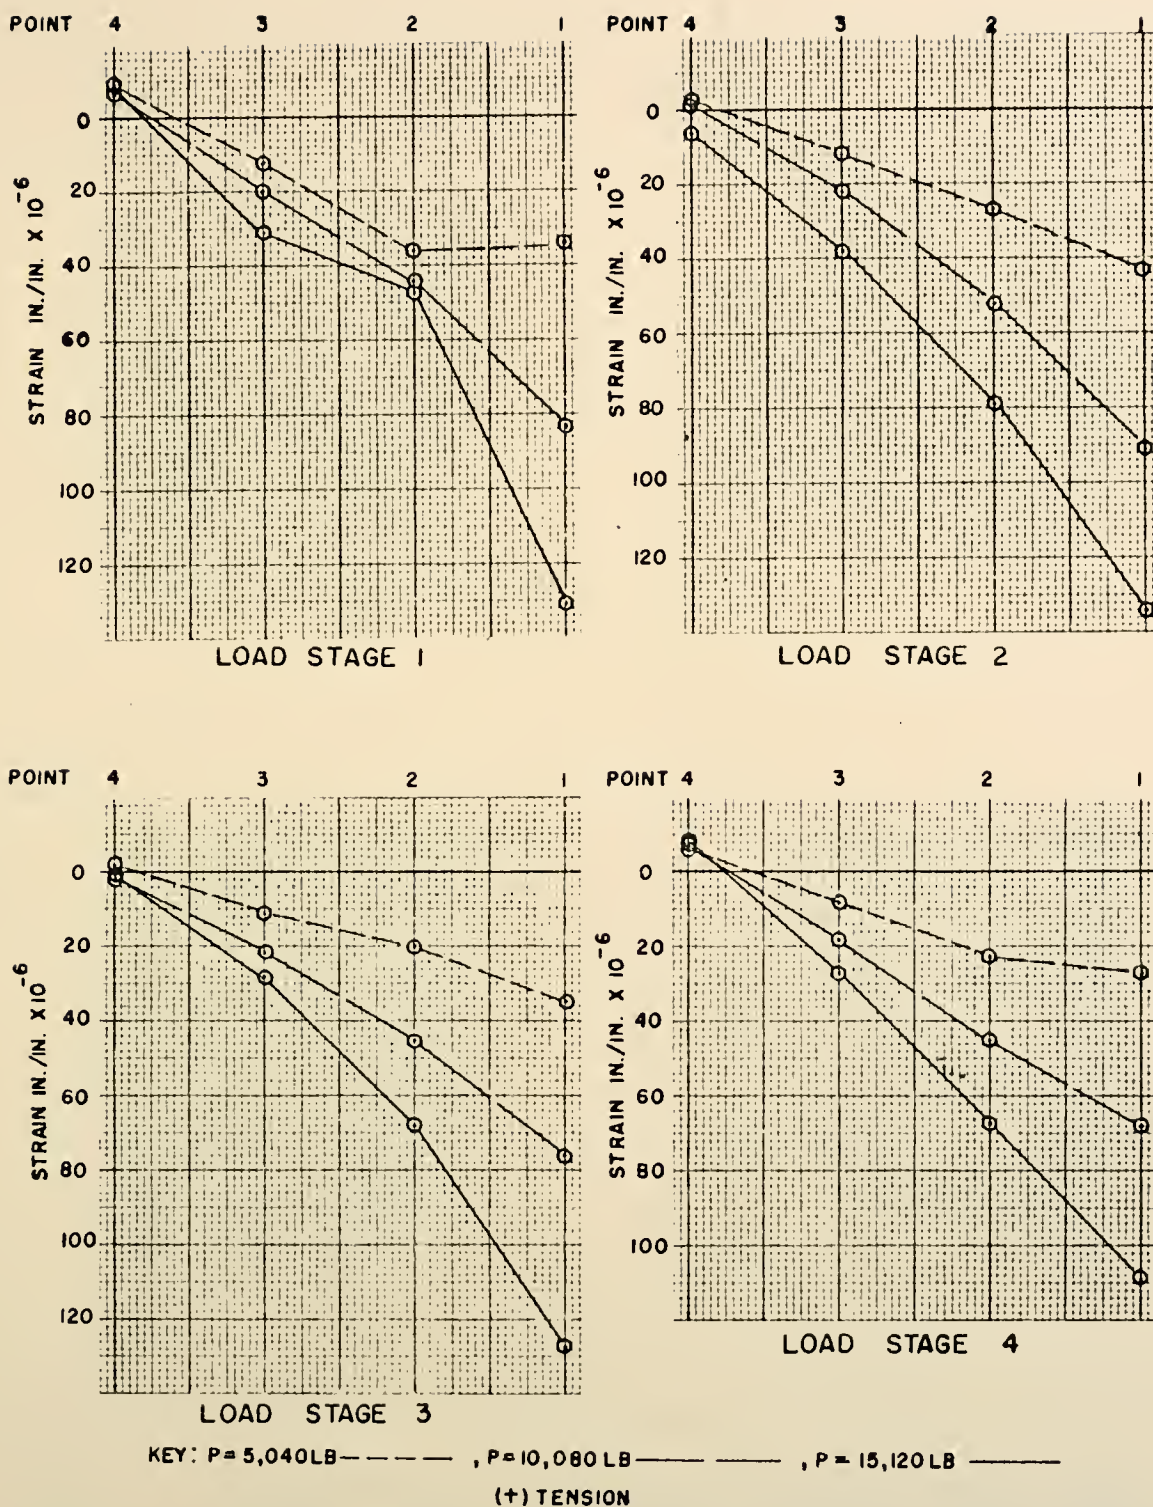 POINT 4 3 2 1
0
20
40
60
80
100
120
STRAIN IN./IN. X 10-6
LOAD STAGE 1
POINT 4 3 2 1
0
20
40
60
80
100
120
STRAIN IN./IN. X 10-6
LOAD STAGE 2
POINT 4 3 2 1
0
20
40
60
80
100
120
STRAIN IN./IN. X10-6
LOAD STAGE 3
POINT 4 3 2 1
0
20
40
60
80
100
STRAIN IN./IN. X 10-6
LOAD STAGE 4
KEY: P= 5,040 LB , P=10,080 LB , P = 15,120 LB
(+) TENSION